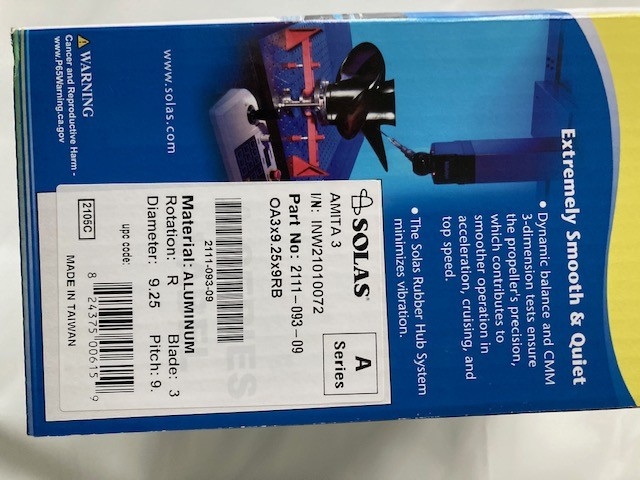 Extremely Smooth & Quiet
• Dynamic balance and CMM
3-dimension tests ensure
the propeller's precision,
which contributes to
smoother operation in
acceleration, cruising, and
top speed.
• The Solas Rubber Hub System
minimizes vibration.
www.solas.com
WARNING
Cancer and Reproductive Harm -
www.P65Warning.ca.gov
SOLAS®
A
Series
AMITA 3
I/N: INW21010072
Part No: 2111-093-09
OA3x9.25x9RB
2111-093-09
Material: ALUMINUM
Rotation: R Blade: 3
Diameter: 9.25 Pitch: 9.
upc code:
8 24375 00615 9
2105C
MADE IN TAIWAN